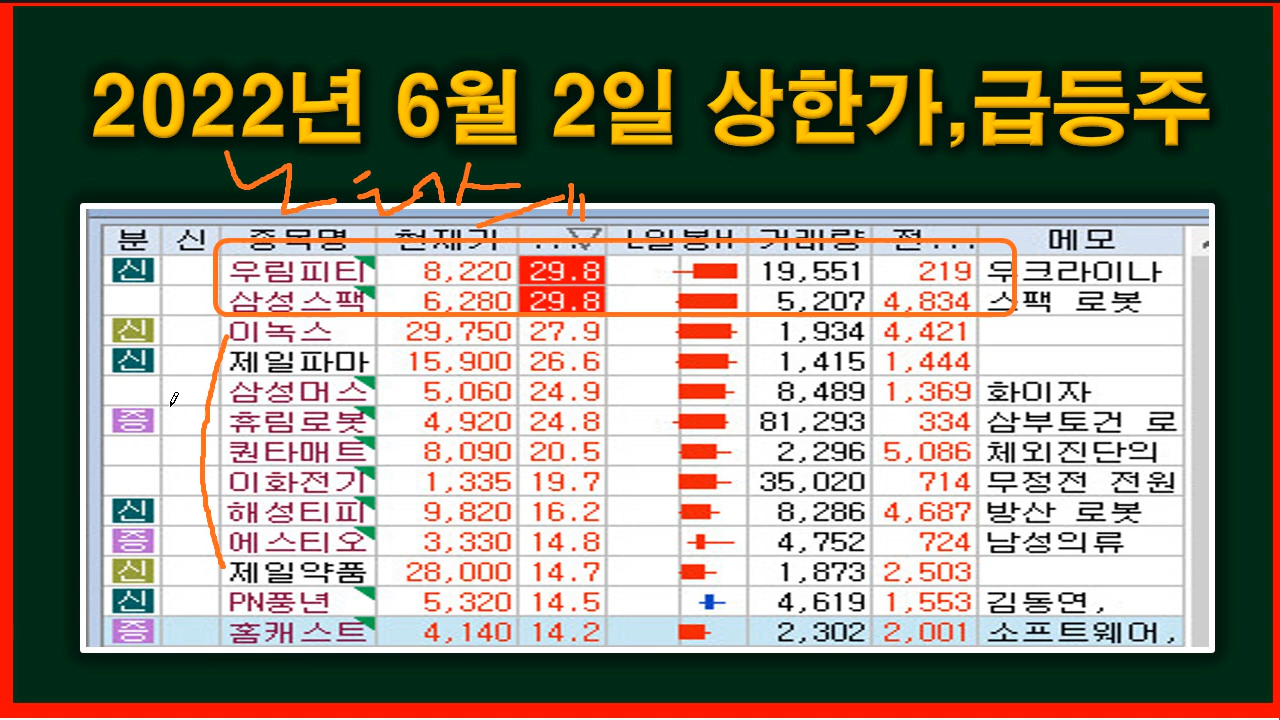 2022년 6월 2일 상한가,급등주
분 신 종목명 현재가 ...▽ L일봉H 거래량 전... 메모
신 우림피티 8,220 29.8 19,551 219 우크라이나
삼성스팩 6,280 29.8 5,207 4,834 스팩 로봇
신 이녹스 29,750 27.9 1,934 4,421
신 제일파마 15,900 26.6 1,415 1,444
삼성머스 5,060 24.9 8,489 1,369 화이자
증 휴림로봇 4,920 24.8 81,293 334 삼부토건 로
퀀타매트 8,090 20.5 2,296 5,086 체외진단의
이화전기 1,335 19.7 35,020 714 무정전 전원
신 해성티피 9,820 16.2 8,286 4,687 방산 로봇
증 에스티오 3,330 14.8 4,752 724 남성의류
신 제일약품 28,000 14.7 1,873 2,503
신 PN풍년 5,320 14.5 4,619 1,553 김동연,
증 홈캐스트 4,140 14.2 2,302 2,001 소프트웨어,